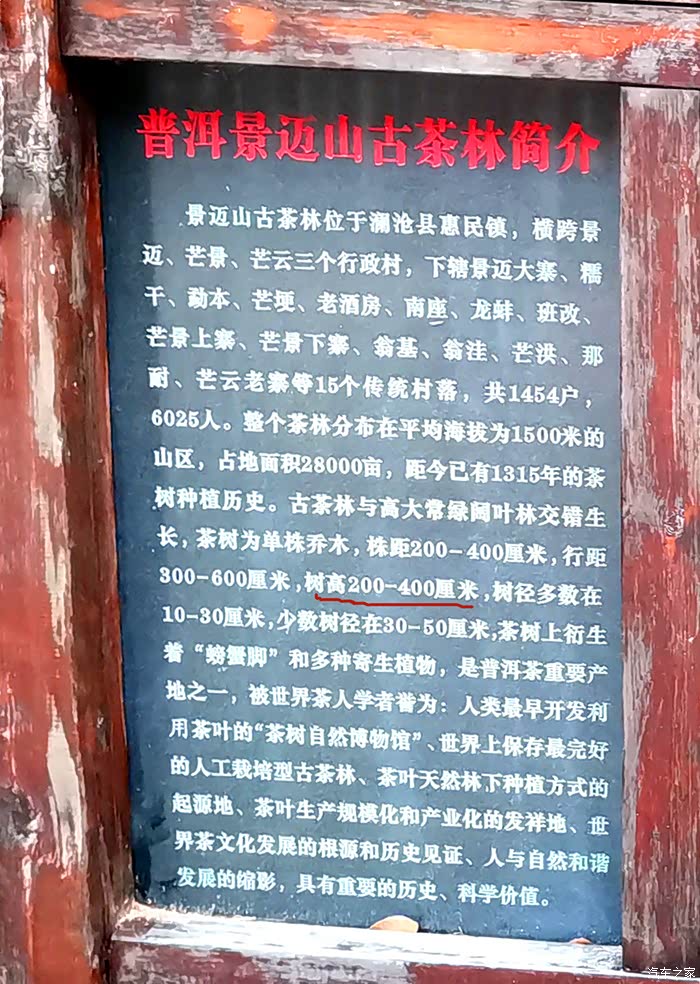 普洱景迈山古茶林简介
景迈山古茶林位于澜沧县惠民镇，横跨景
迈、芒景、芒云三个行政村，下辖景迈大寨、糯
干、勐本、芒埂、老酒房、南座、龙蚌、班改、
芒景上寨、芒景下寨、翁基、翁洼、芒洪、那
耐、芒云老寨等15个传统村落，共1454户，
6025人。整个茶林分布在平均海拔为1500米的
山区，占地面积28000亩，距今已有1315年的茶
树种植历史。古茶林与高大常绿阔叶林交错生
长，茶树为单株乔木，株距200-400厘米，行距
300-600厘米，树高200-400厘米，树径多数在
10-30厘米，少数树径在30-50厘米，茶树上衍生
着“螃蟹脚”和多种寄生植物，是普洱茶重要产
地之一，被世界茶人学者誉为：人类最早开发利
用茶叶的“茶树自然博物馆”、世界上保存最完好
的人工栽培型古茶林、茶叶天然林下种植方式的
起源地、茶叶生产规模化和产业化的发祥地、世
界茶文化发展的根源和历史见证、人与自然和谐
发展的缩影，具有重要的历史、科学价值。
汽车之家